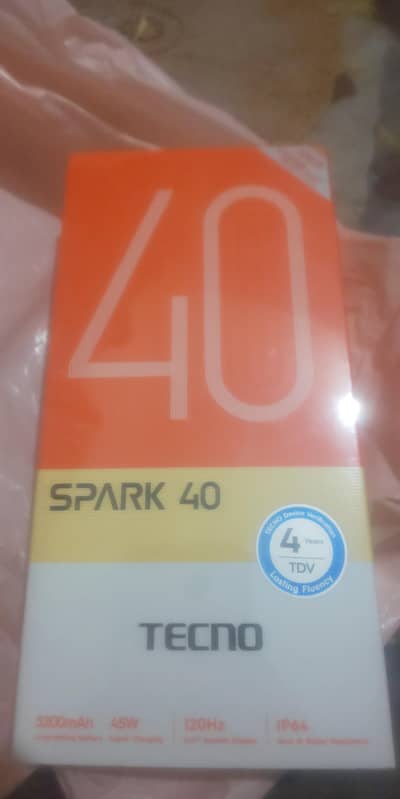 40
SPARK 40
TECNO Device Verification
4 Years
TDV
Lasting Fluency
TECNO
5200mAh 45W 120Hz IP64